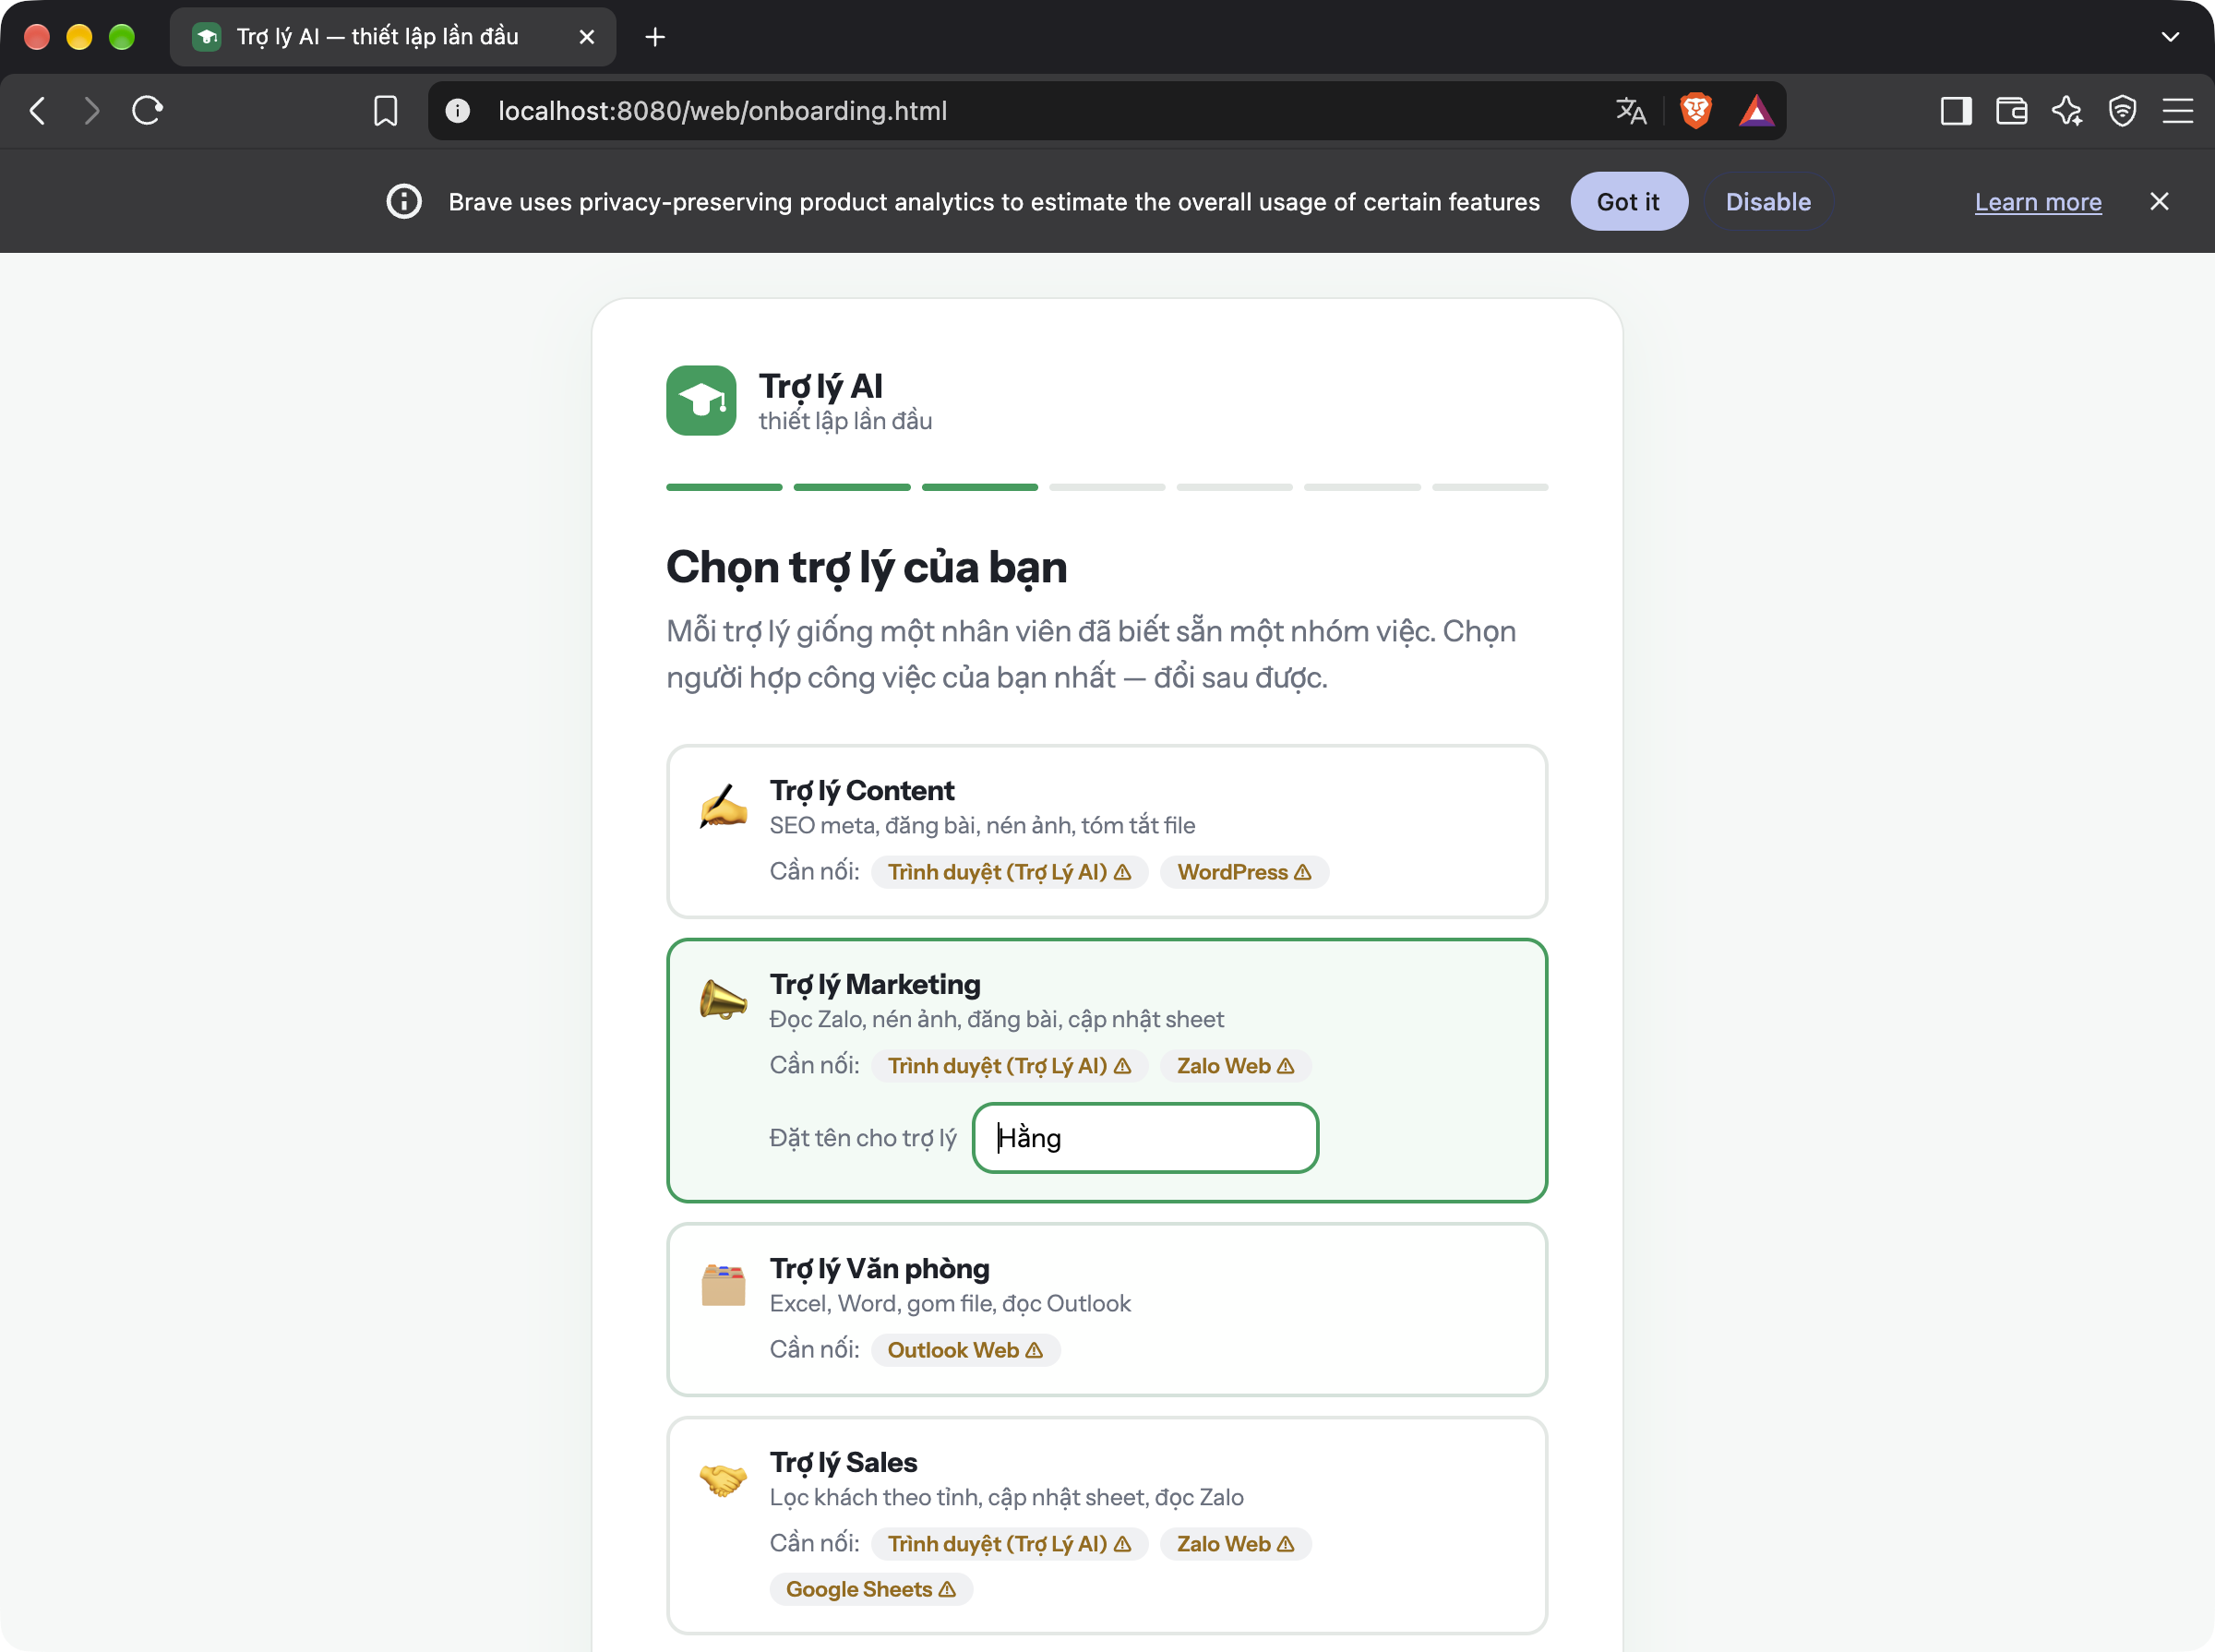 Trợ lý AI — thiết lập lần đầu
localhost:8080/web/onboarding.html
Brave uses privacy-preserving product analytics to estimate the overall usage of certain features
Got it
Disable
Learn more
Trợ lý AI
thiết lập lần đầu
Chọn trợ lý của bạn
Mỗi trợ lý giống một nhân viên đã biết sẵn một nhóm việc. Chọn
người hợp công việc của bạn nhất — đổi sau được.
Trợ lý Content
SEO meta, đăng bài, nén ảnh, tóm tắt file
Cần nối: Trình duyệt (Trợ Lý AI) ⚠ WordPress ⚠
Trợ lý Marketing
Đọc Zalo, nén ảnh, đăng bài, cập nhật sheet
Cần nối: Trình duyệt (Trợ Lý AI) ⚠ Zalo Web ⚠
Đặt tên cho trợ lý Hằng
Trợ lý Văn phòng
Excel, Word, gom file, đọc Outlook
Cần nối: Outlook Web ⚠
Trợ lý Sales
Lọc khách theo tỉnh, cập nhật sheet, đọc Zalo
Cần nối: Trình duyệt (Trợ Lý AI) ⚠ Zalo Web ⚠
Google Sheets ⚠